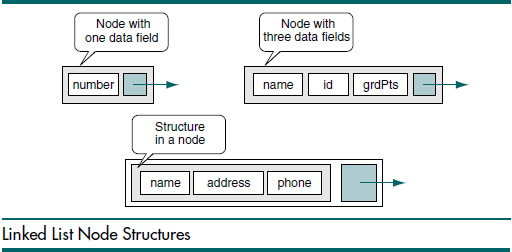 Node with
one data field
Node with
three data fields
number
name id grdPts
Structure
in a node
name address phone
Linked List Node Structures